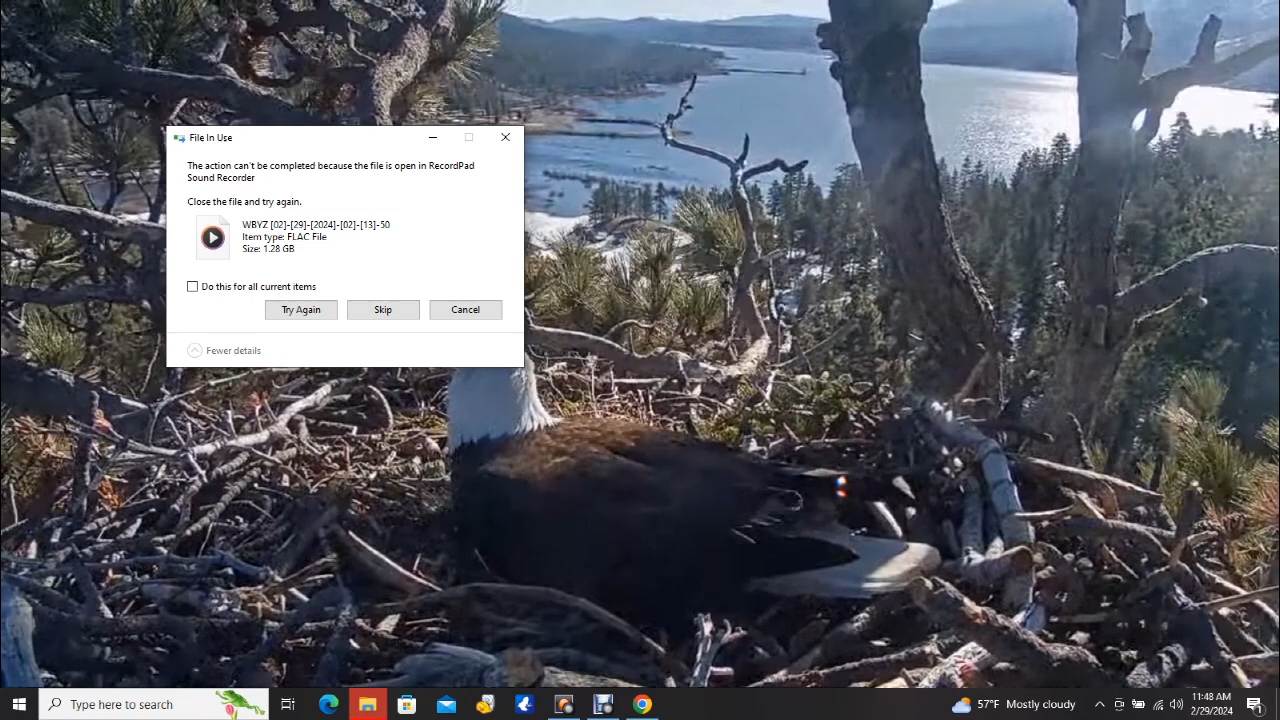 File In Use
The action can't be completed because the file is open in RecordPad
Sound Recorder
Close the file and try again.
WBYZ [02]-[29]-[2024]-[02]-[13]-50
Item type: FLAC File
Size: 1.28 GB
Do this for all current items
Try Again Skip Cancel
Fewer details
Type here to search
57°F Mostly cloudy
11:48 AM
2/29/2024
1